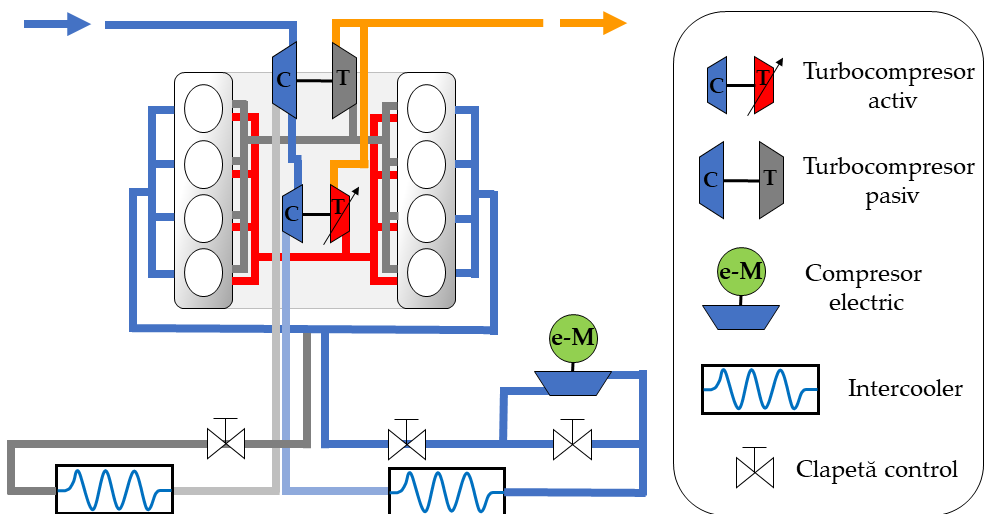 C T
C T
e-M
C T
Turbocompresor
activ
C T
Turbocompresor
pasiv
e-M
Compresor
electric
Intercooler
Clapetă control